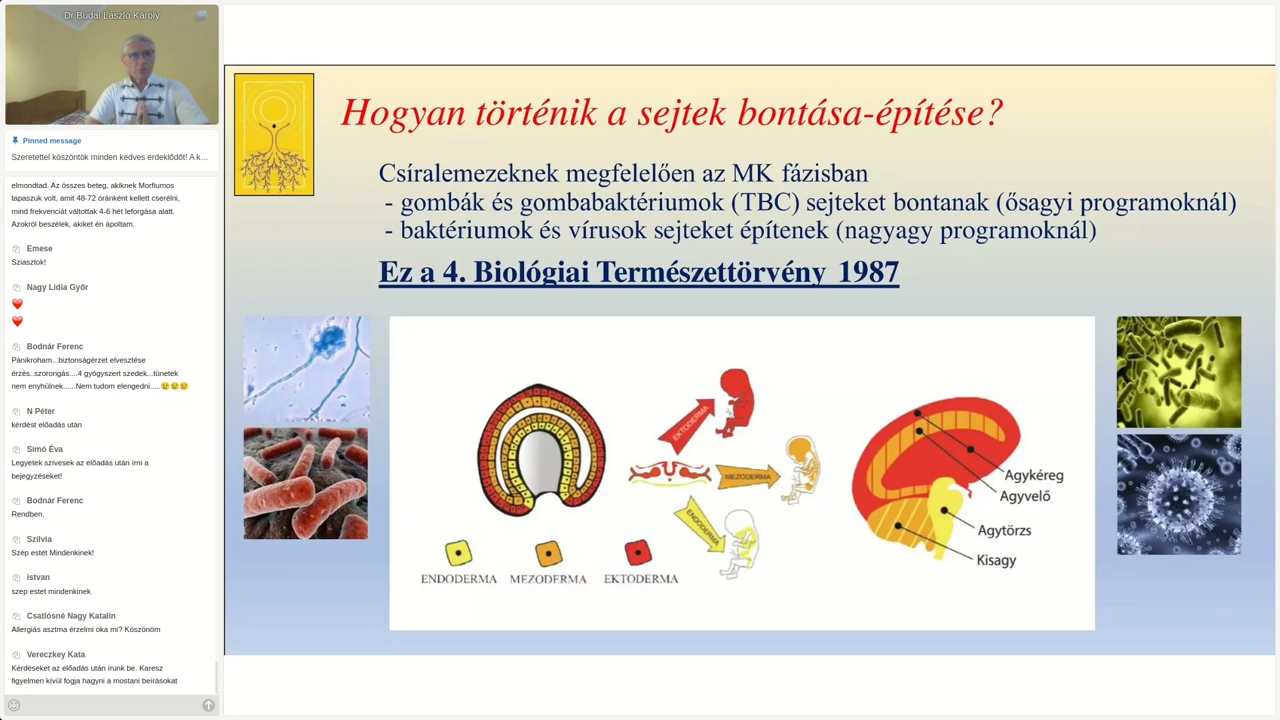 Dr Budai László Károly
Pinned message
Szeretettel köszöntök minden kedves érdeklődőt! A k...
elmondtad. Az összes beteg, akiknek Morfiumos
tapaszuk volt, amit 48-72 óránként kellett cserélni,
mind frekvenciát váltottak 4-6 hét leforgása alatt.
Azokról beszélek, akiket én ápoltam.
Emese
Sziasztok!
Nagy Lídia Győr
Bodnár Ferenc
Pánikroham...biztonságérzet elvesztése
érzés..szorongás....4 gyógyszert szedek...tünetek
nem enyhülnek......Nem tudom elengedni.....😢😢😢
N Péter
kérdést előadás után
Simó Éva
Legyetek szívesek az előadás után írni a
bejegyzéseket!
Bodnár Ferenc
Rendben.
Szilvia
Szép estét Mindenkinek!
istvan
szep estet mindenkinek
Csatlósné Nagy Katalin
Allergiás asztma érzelmi oka mi? Köszönöm
Vereczkey Kata
Kérdéseket az előadás után írunk be. Karesz
figyelmen kívül fogja hagyni a mostani beírásokat
Hogyan történik a sejtek bontása-építése?
Csíralemezeknek megfelelően az MK fázisban
- gombák és gombabaktériumok (TBC) sejteket bontanak (ősagyi programoknál)
- baktériumok és vírusok sejteket építenek (nagyagy programoknál)
Ez a 4. Biológiai Természettörvény 1987
EKTODERMA
MEZODERMA
ENDODERMA
ENDODERMA MEZODERMA EKTODERMA
Agykéreg
Agyvelő
Agytörzs
Kisagy